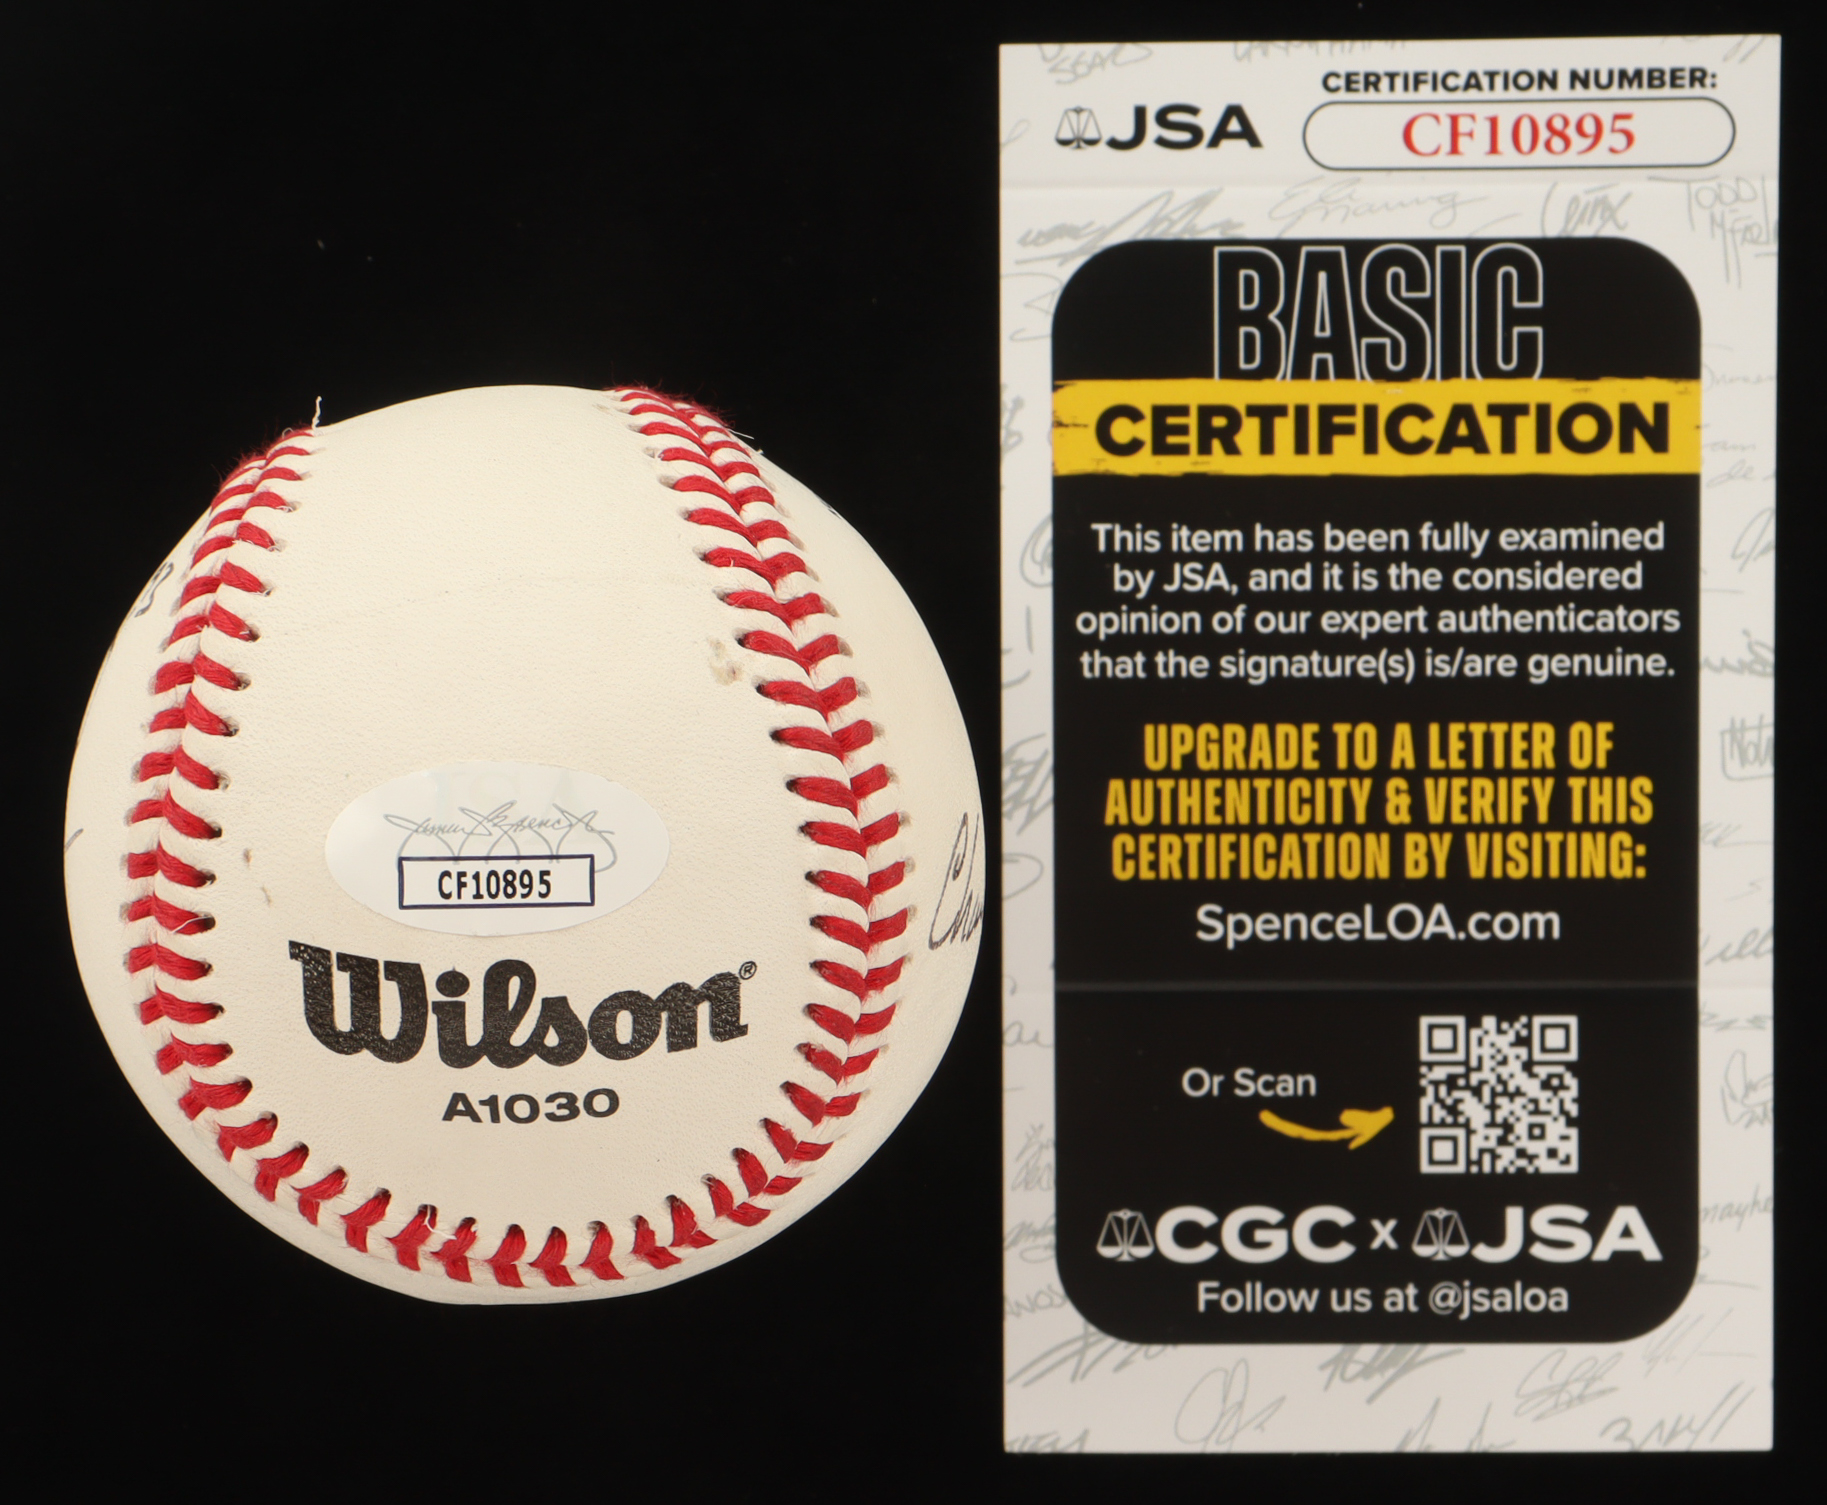 CF10895
Wilson®
A1030
JSA
CERTIFICATION NUMBER:
CF10895
BASIC
CERTIFICATION
This item has been fully examined
by JSA, and it is the considered
opinion of our expert authenticators
that the signature(s) is/are genuine.
UPGRADE TO A LETTER OF
AUTHENTICITY & VERIFY THIS
CERTIFICATION BY VISITING:
SpenceLOA.com
Or Scan
CGC x JSA
Follow us at @jsaloa